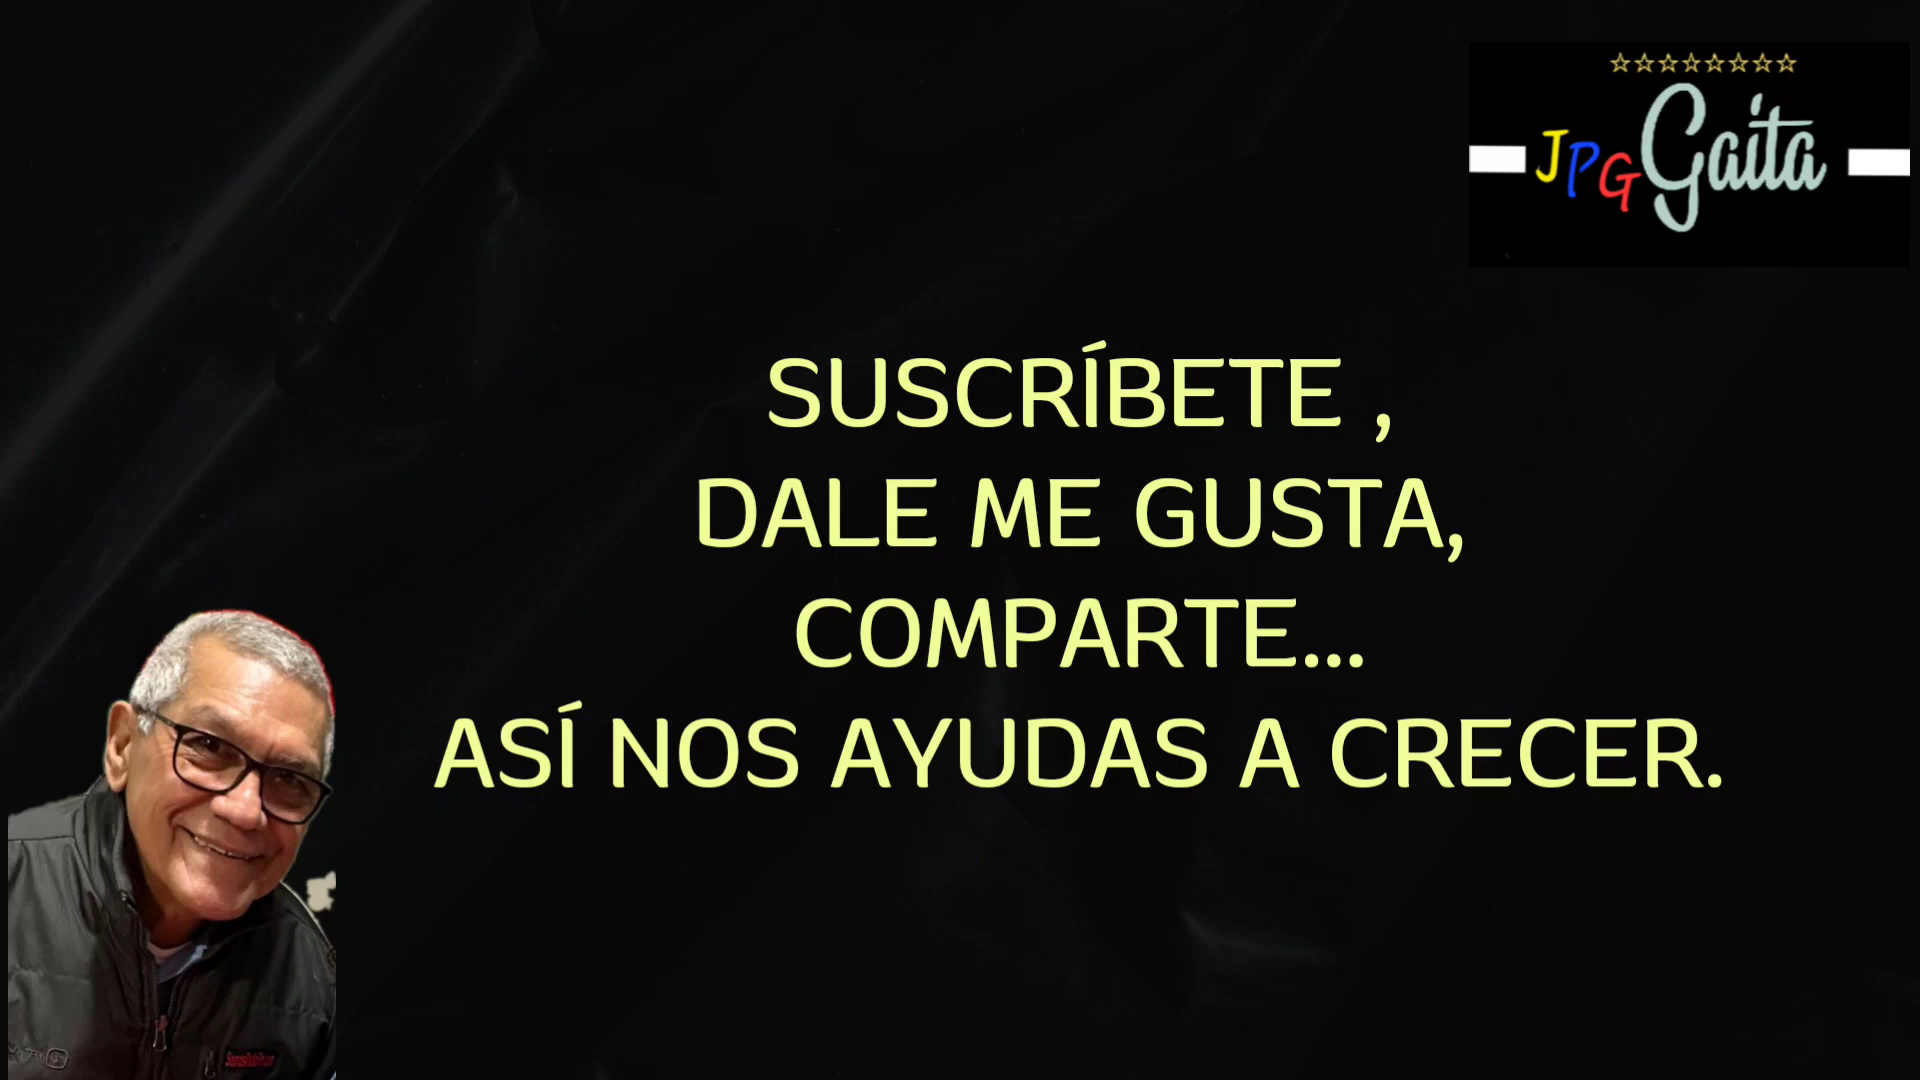 ☆☆☆☆☆☆☆☆
JPG Gaita
SUSCRÍBETE ,
DALE ME GUSTA,
COMPARTE...
ASÍ NOS AYUDAS A CRECER.